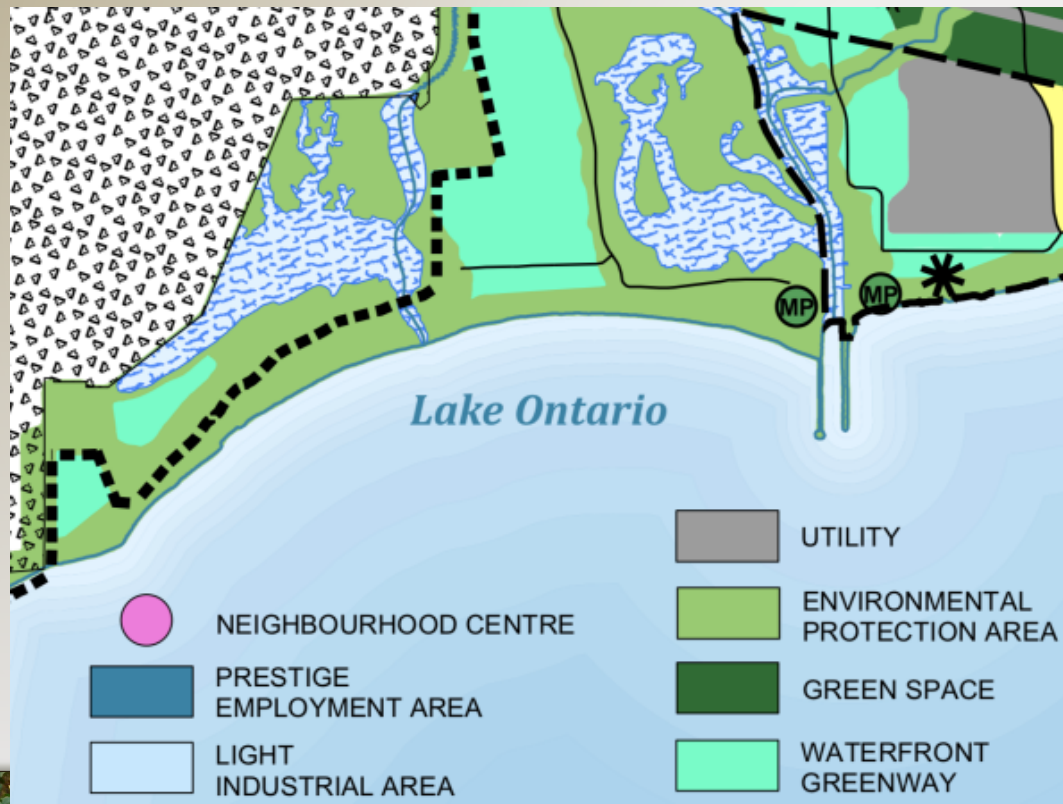 MP
MP
Lake Ontario
NEIGHBOURHOOD CENTRE
PRESTIGE
EMPLOYMENT AREA
LIGHT
INDUSTRIAL AREA
UTILITY
ENVIRONMENTAL
PROTECTION AREA
GREEN SPACE
WATERFRONT
GREENWAY